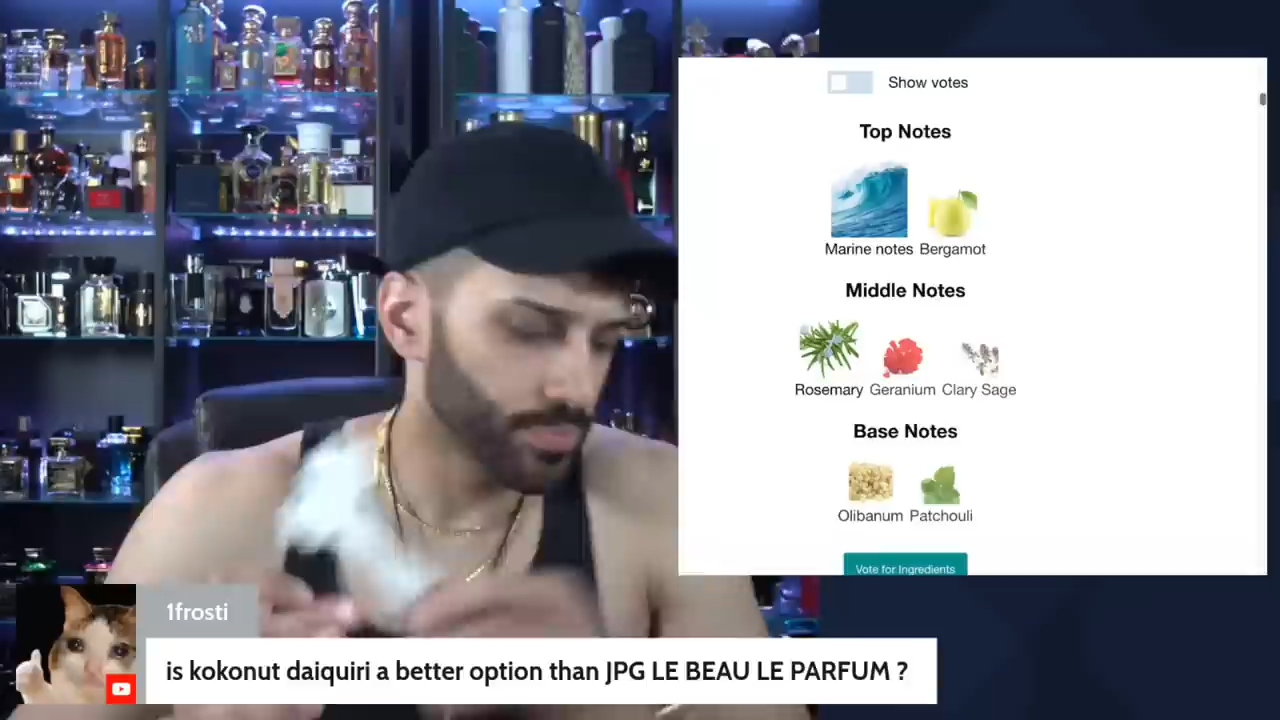 Show votes
Top Notes
Marine notes Bergamot
Middle Notes
Rosemary Geranium Clary Sage
Base Notes
Olibanum Patchouli
Vote for Ingredients
1frosti
is kokonut daiquiri a better option than JPG LE BEAU LE PARFUM ?